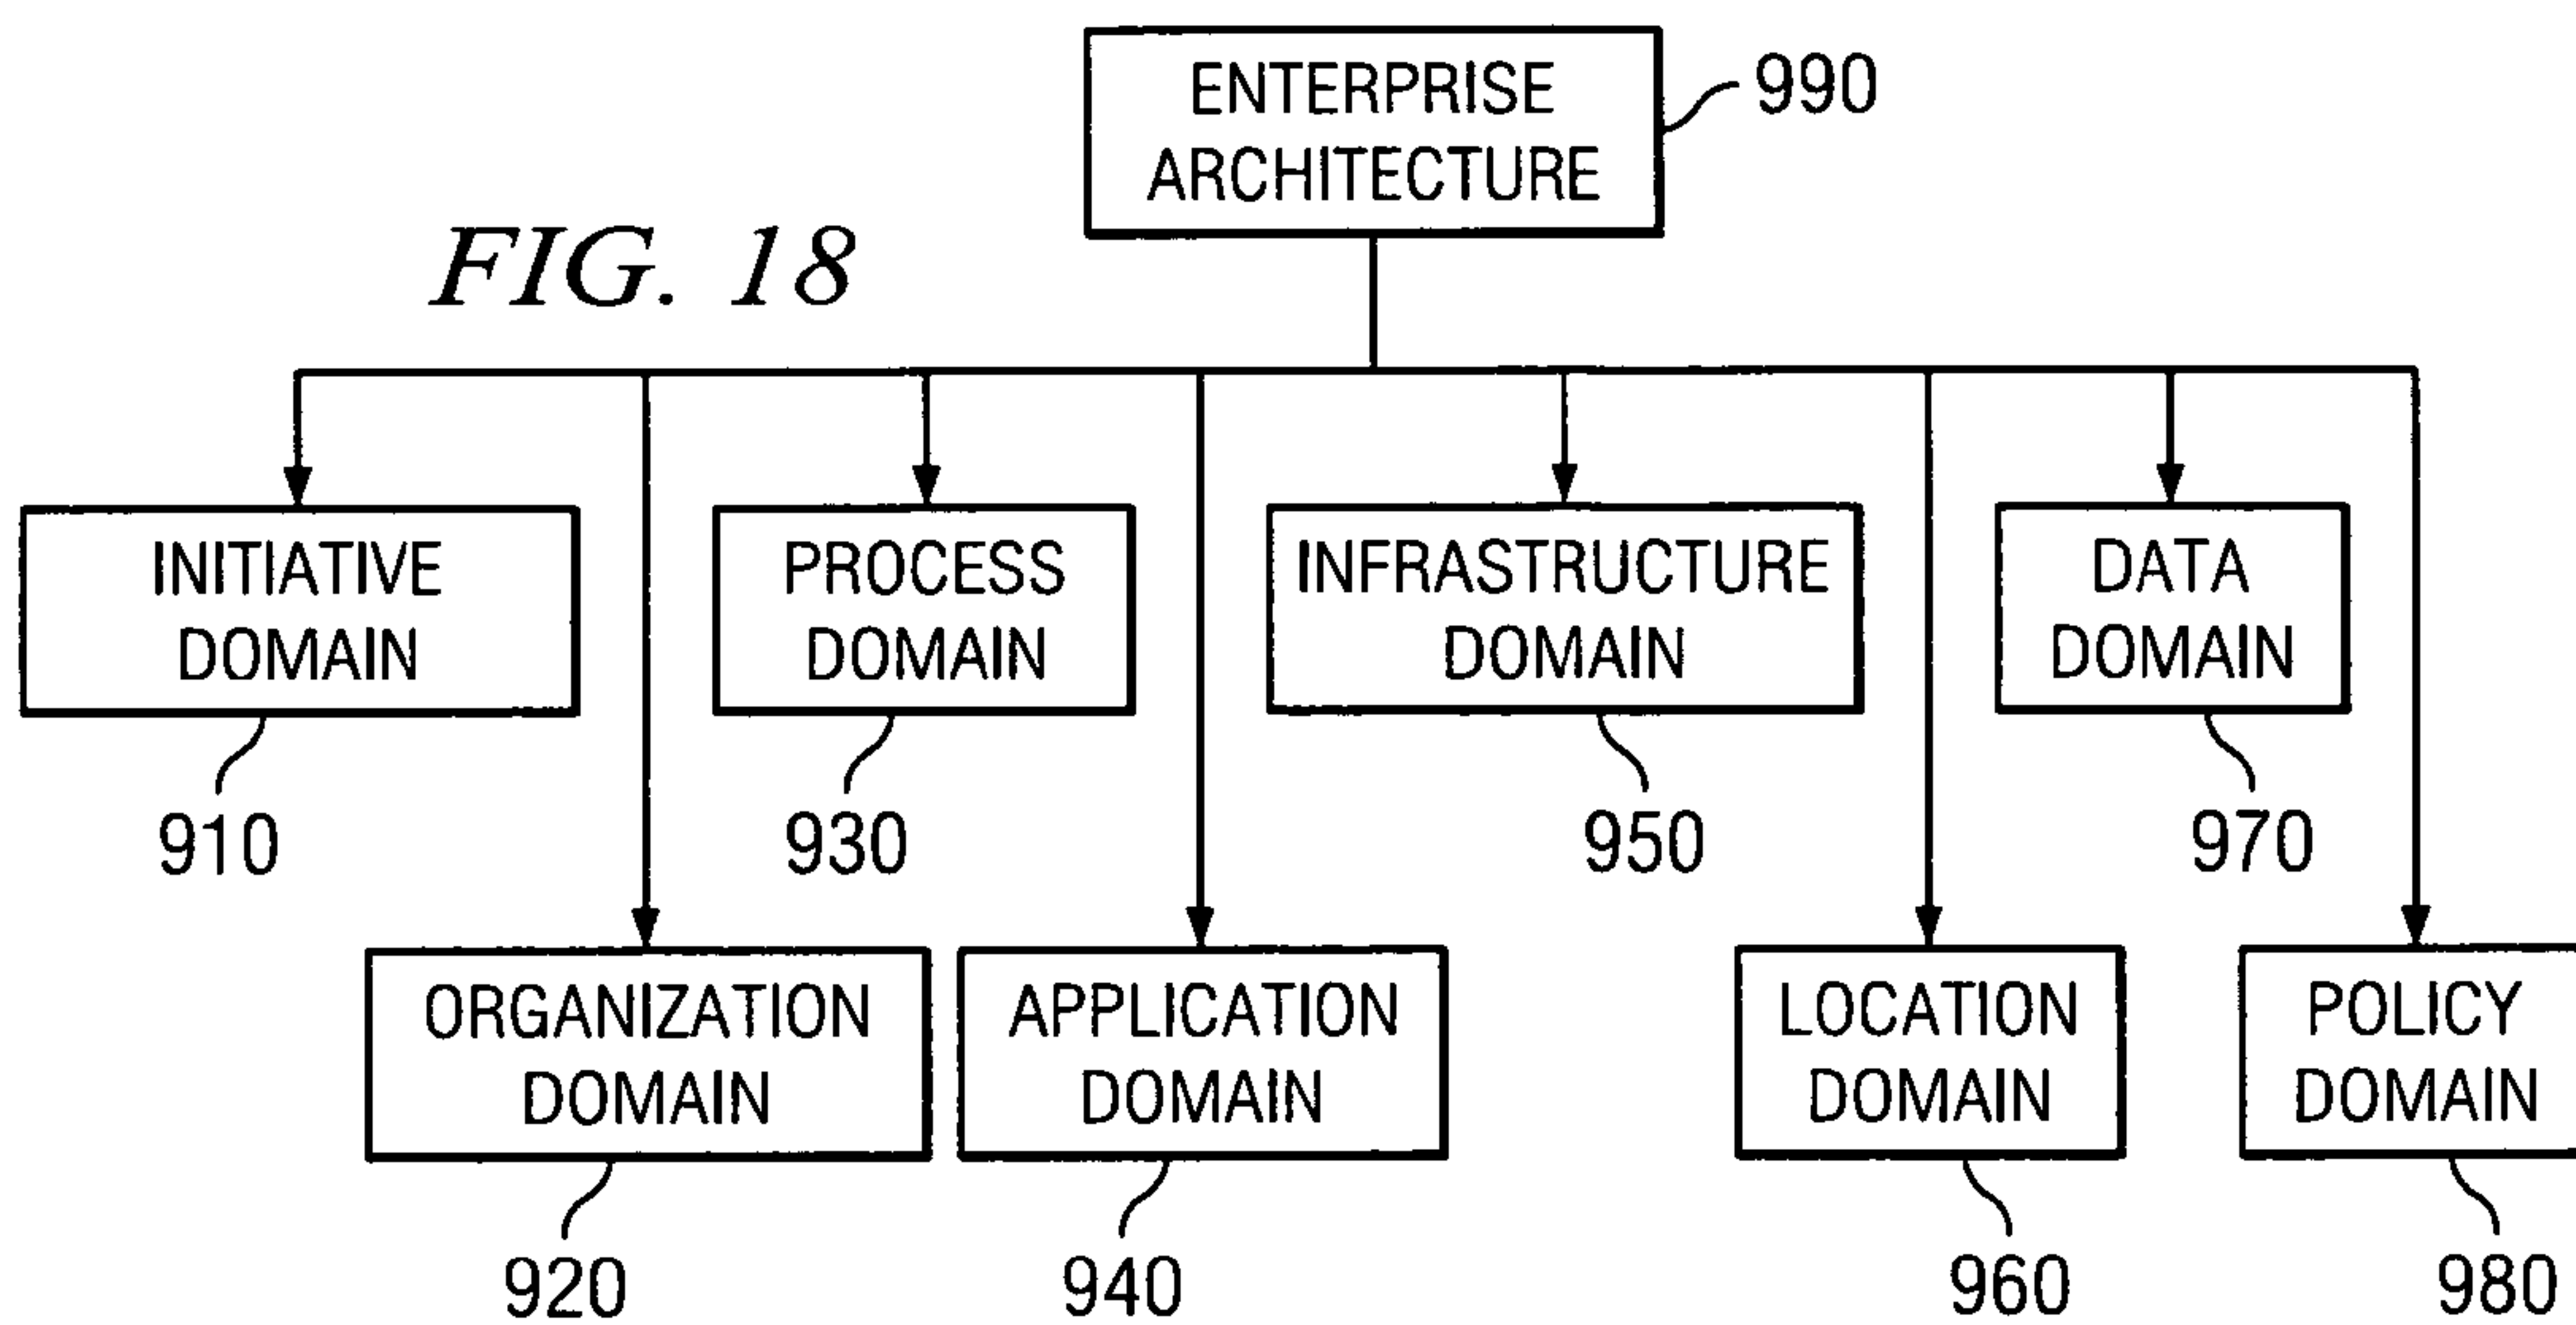 ENTERPRISE
ARCHITECTURE
990
FIG. 18
INITIATIVE
DOMAIN
PROCESS
DOMAIN
INFRASTRUCTURE
DOMAIN
DATA
DOMAIN
910
930
950
970
ORGANIZATION
DOMAIN
APPLICATION
DOMAIN
LOCATION
DOMAIN
POLICY
DOMAIN
920
940
960
980